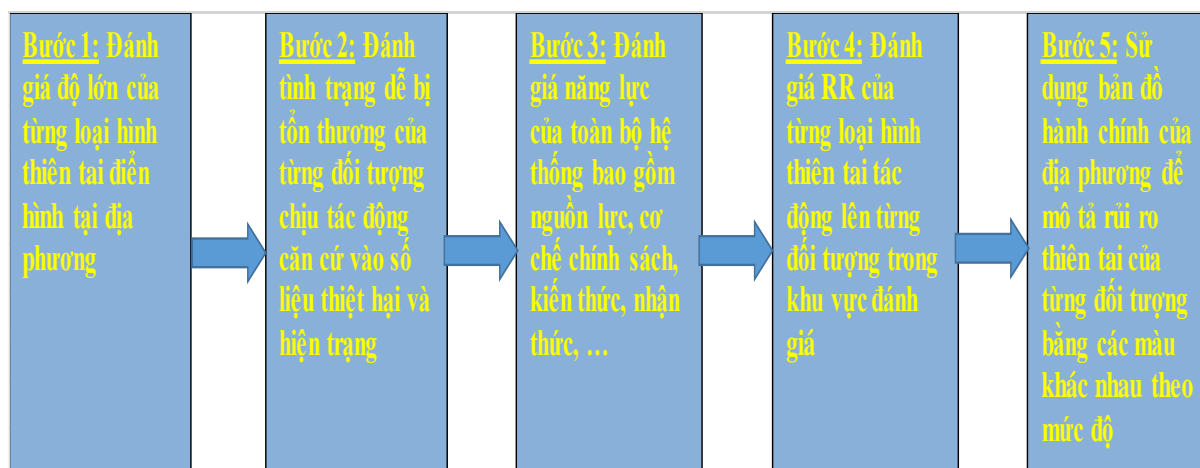 Bước 1: Đánh
giá độ lớn của
từng loại hình
thiên tai điển
hình tại địa
phương
Bước 2: Đánh
tình trạng dễ bị
tổn thương của
từng đối tượng
chịu tác động
căn cứ vào số
liệu thiệt hại và
hiện trạng
Bước 3: Đánh
giá năng lực
của toàn bộ hệ
thống bao gồm
nguồn lực, cơ
chế chính sách,
kiến thức, nhận
thức, …
Bước 4: Đánh
giá RR của
từng loại hình
thiên tai tác
động lên từng
đối tượng trong
khu vực đánh
giá
Bước 5: Sử
dụng bản đồ
hành chính của
địa phương để
mô tả rủi ro
thiên tai của
từng đối tượng
bằng các màu
khác nhau theo
mức độ